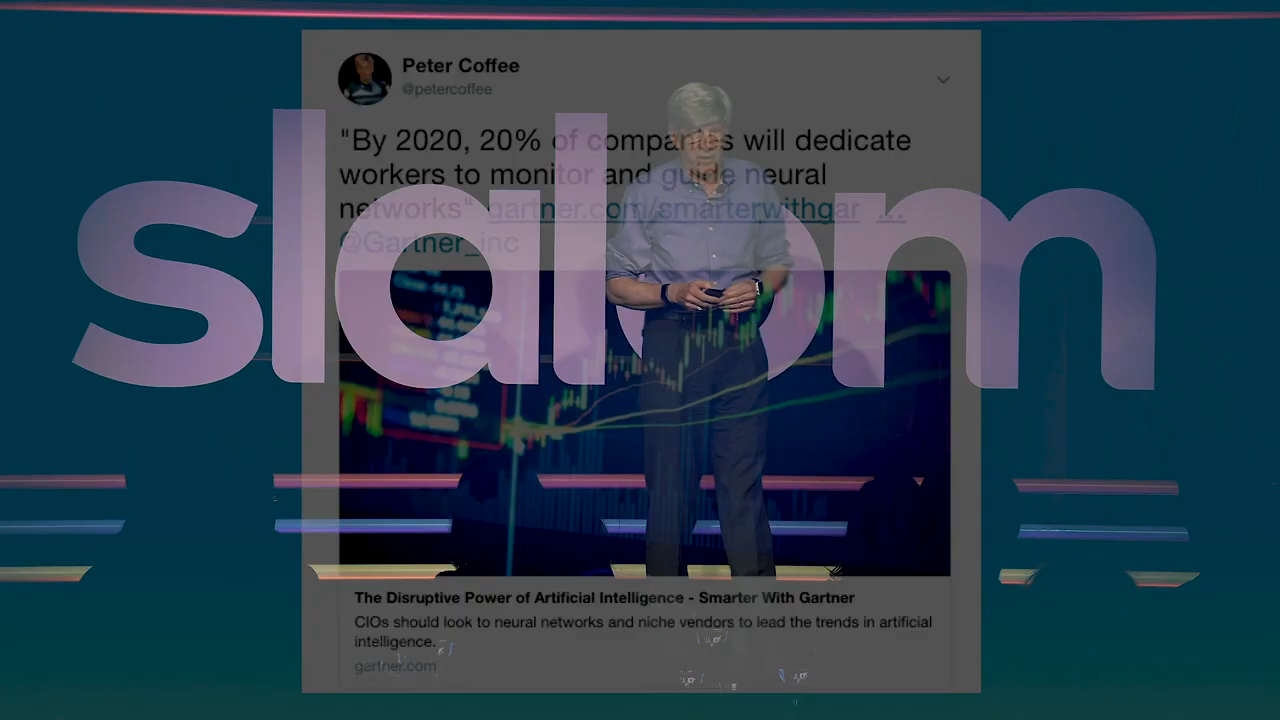 Peter Coffee
@petercoffee
slalom
"By 2020, 20% of companies will dedicate
workers to monitor and guide neural
networks" gartner.com/smarterwithgar ...
@Gartner_inc
The Disruptive Power of Artificial Intelligence - Smarter With Gartner
CIOs should look to neural networks and niche vendors to lead the trends in artificial
intelligence.
gartner.com